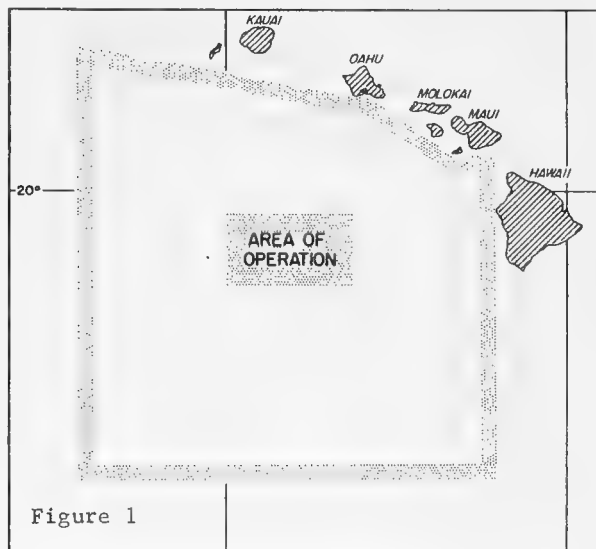 KAUAI
OAHU
MOLOKAI
MAUI
HAWAII
20°
AREA OF
OPERATION
Figure 1